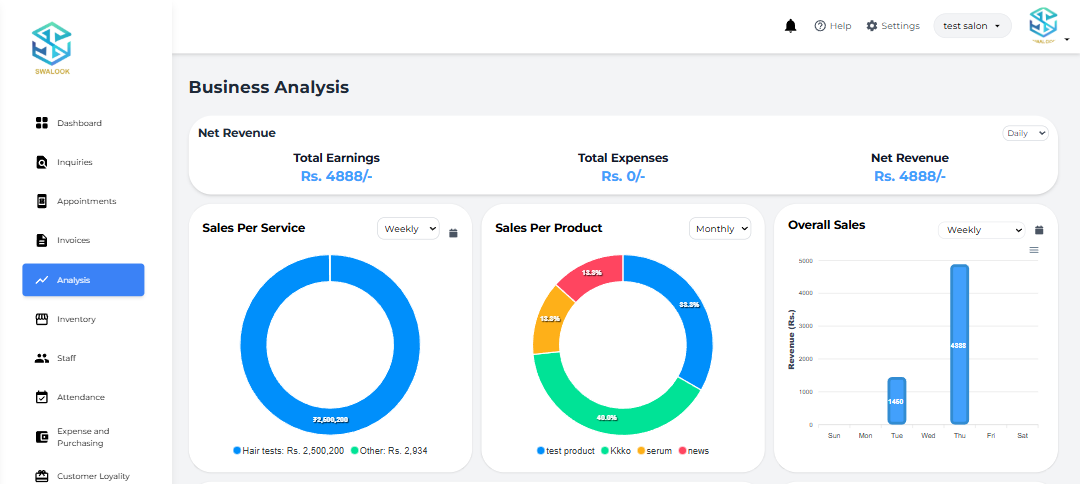 SWALOOK
Help
Settings
test salon
Dashboard
Inquiries
Appointments
Invoices
Analysis
Inventory
Staff
Attendance
Expense and
Purchasing
Customer Loyality
Business Analysis
Net Revenue
Daily
Total Earnings
Rs. 4888/-
Total Expenses
Rs. 0/-
Net Revenue
Rs. 4888/-
Sales Per Service
Weekly
₹2,500,200
Hair tests: Rs. 2,500,200
Other: Rs. 2,934
Sales Per Product
Monthly
13.3%
33.3%
40.0%
test product
Kkko
serum
news
Overall Sales
Weekly
Revenue (Rs.)
5000
4000
3000
2000
1000
0
1450
4888
Sun Mon Tue Wed Thu Fri Sat